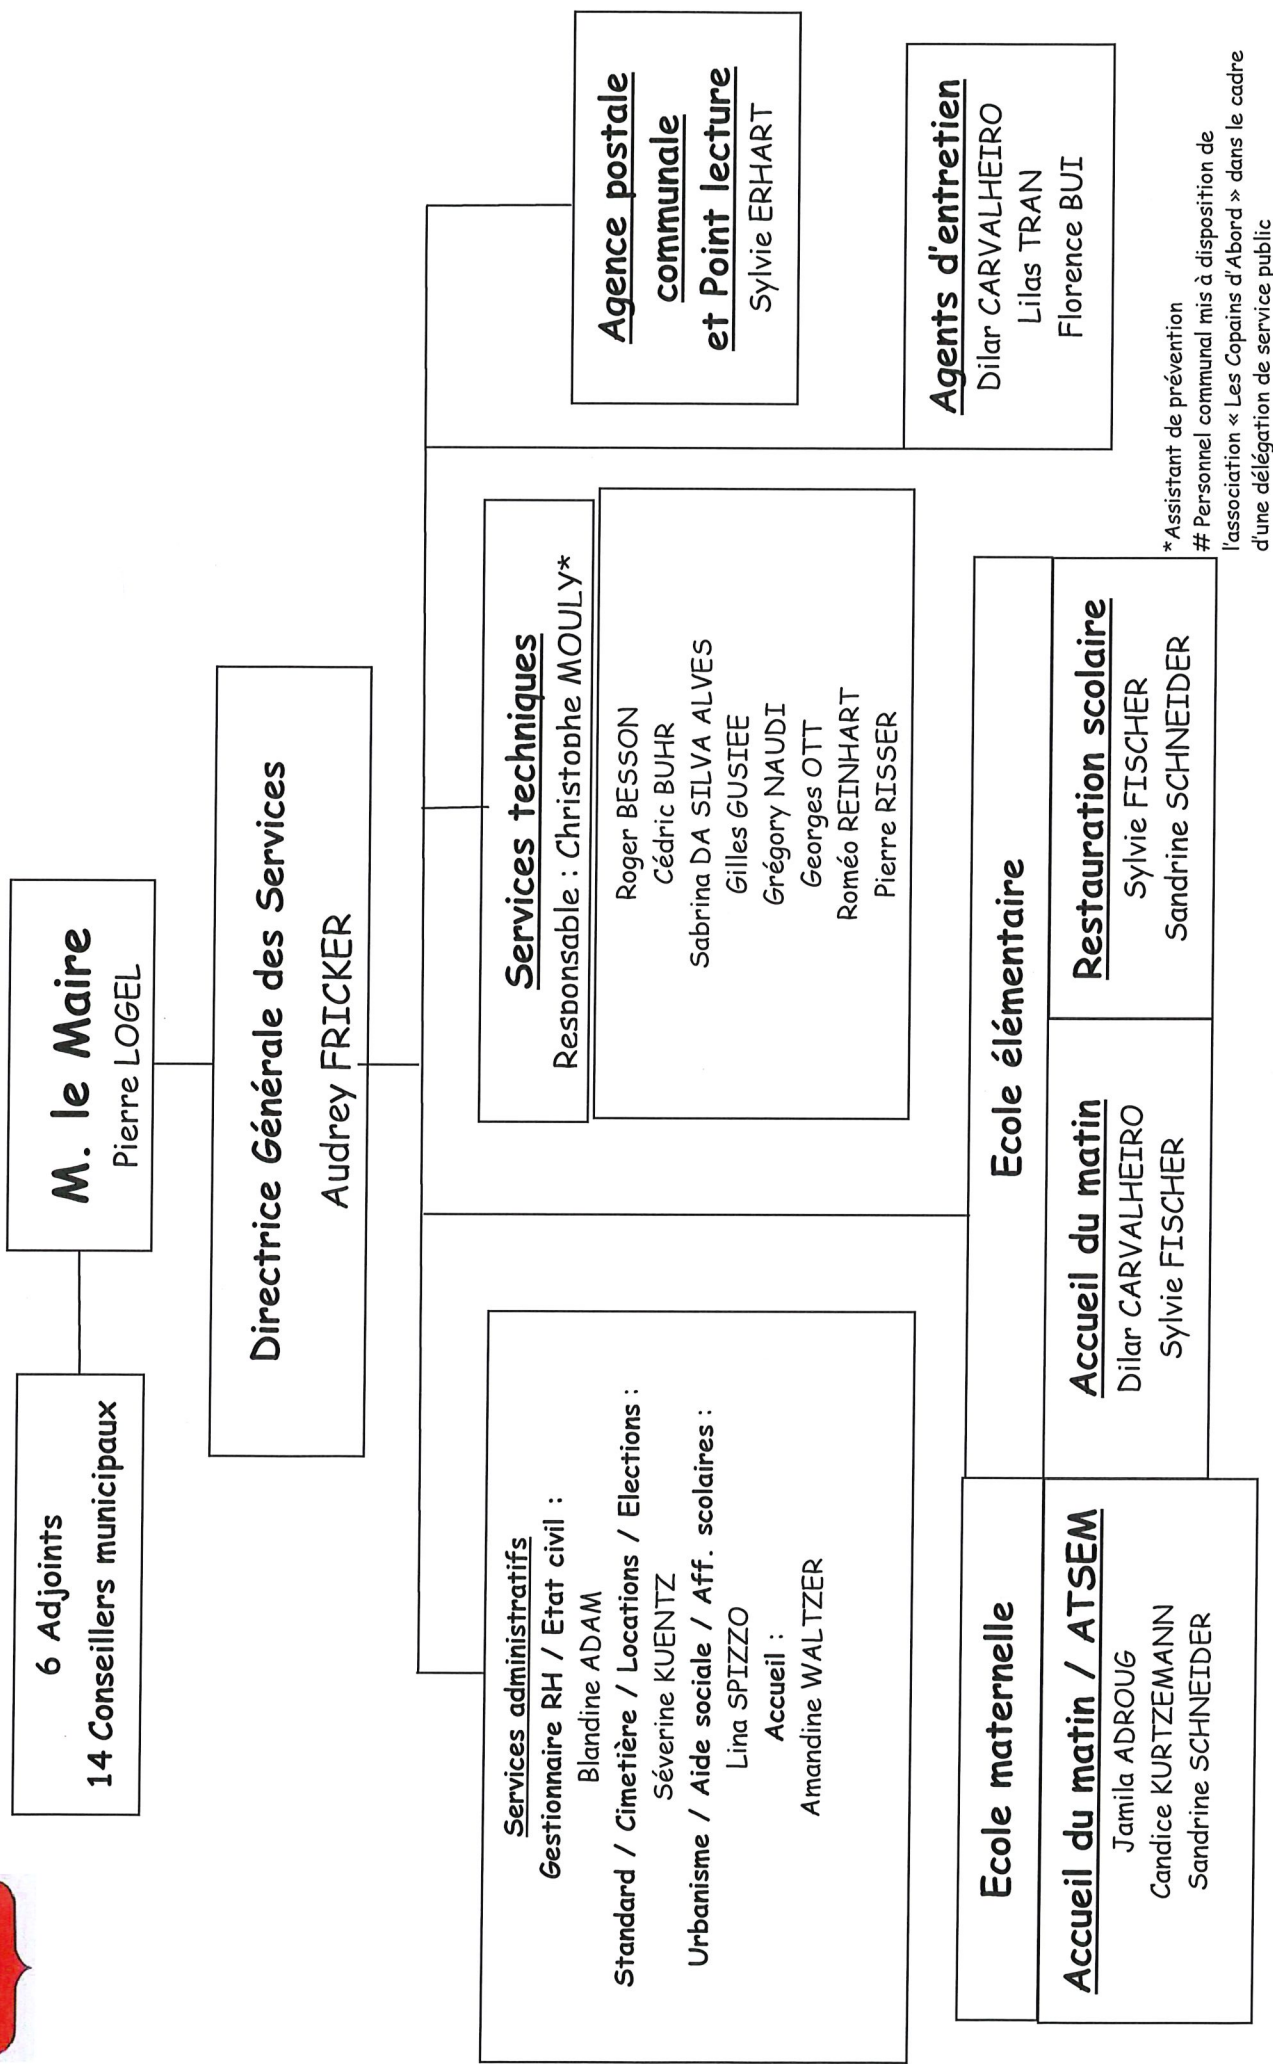 M. le Maire
Pierre LOGEL
6 Adjoints
14 Conseillers municipaux
Directrice Générale des Services
Audrey FRICKER
Services administratifs
Gestionnaire RH / Etat civil :
Blandine ADAM
Standard / Cimetière / Locations / Elections :
Séverine KUENTZ
Urbanisme / Aide sociale / Aff. scolaires :
Lina SPIZZO
Accueil :
Amandine WALTZER
Services techniques
Responsable : Christophe MOULY*
Roger BESSON
Cédric BUHR
Sabrina DA SILVA ALVES
Gilles GUSIEE
Grégory NAUDI
Georges OTT
Roméo REINHART
Pierre RISSER
Agence postale
communale
et Point lecture
Sylvie ERHART
Agents d'entretien
Dilar CARVALHEIRO
Lilas TRAN
Florence BUI
Ecole maternelle
Accueil du matin / ATSEM
Jamila ADROUG
Candice KURTZEMANN
Sandrine SCHNEIDER
Ecole élémentaire
Accueil du matin
Dilar CARVALHEIRO
Sylvie FISCHER
Restauration scolaire
Sylvie FISCHER
Sandrine SCHNEIDER
*Assistant de prévention
# Personnel communal mis à disposition de
l'association « Les Copains d'Abord » dans le cadre
d'une délégation de service public